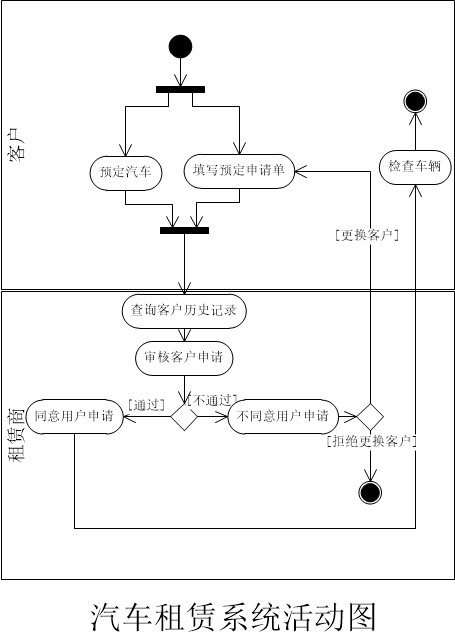 客户
预定汽车
填写预定申请单
检查车辆
[更换客户]
查询客户历史记录
审核客户申请
租赁商
[通过]
[不通过]
同意用户申请
不同意用户申请
[拒绝更换客户]
汽车租赁系统活动图